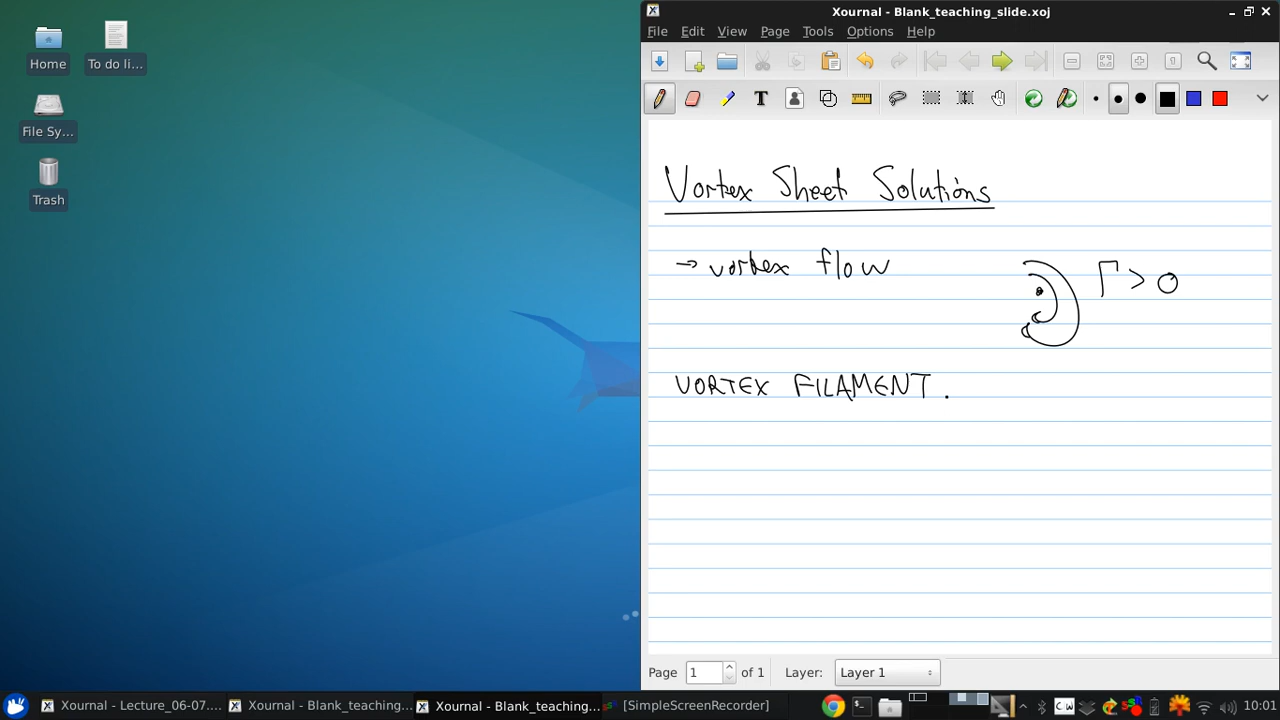 Xournal - Blank_teaching_slide.xoj
File Edit View Page Tools Options Help
Home
To do li...
File Sy...
Trash
Vortex Sheet Solutions
→ vortex flow
Γ > 0
VORTEX FILAMENT.
Page 1 of 1 Layer: Layer 1
Xournal - Lecture_06-07.... Xournal - Blank_teaching... Xournal - Blank_teaching... [SimpleScreenRecorder] 10:01